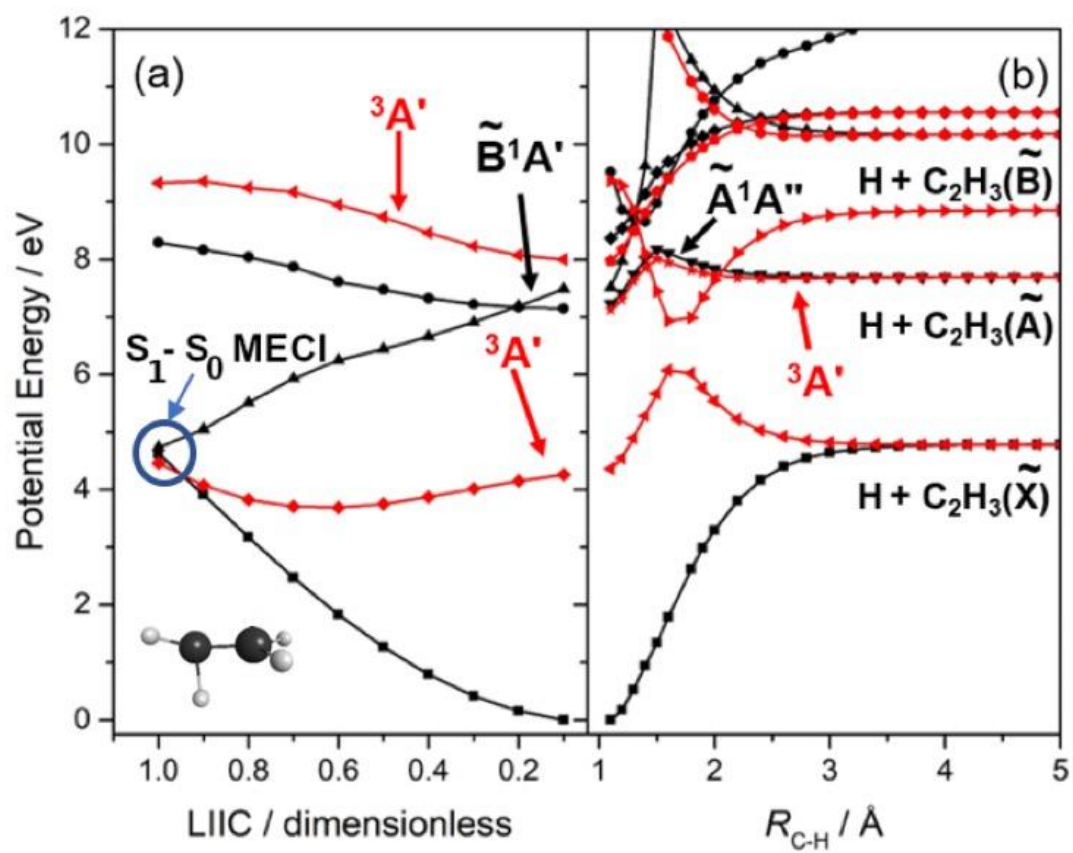 12
10
8
6
4
2
0
Potential Energy / eV
(a)
³A'
B̃¹A'
S₁- S₀ MECI
³A'
1.0 0.8 0.6 0.4 0.2
LIIC / dimensionless
(b)
H + C₂H₃(B̃)
òA''
H + C₂H₃(Ã)
³A'
H + C₂H₃(X̃)
1 2 3 4 5
R_C-H / Å